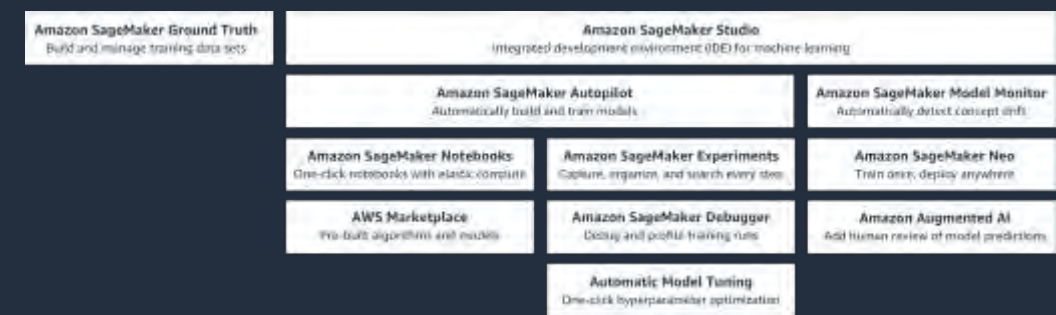 Amazon SageMaker Ground Truth
Build and manage training data sets
Amazon SageMaker Studio
Integrated development environment (IDE) for machine learning
Amazon SageMaker Autopilot
Automatically build and train models
Amazon SageMaker Model Monitor
Automatically detect concept drift
Amazon SageMaker Notebooks
One-click notebooks with elastic compute
Amazon SageMaker Experiments
Capture, organize, and search every step
Amazon SageMaker Neo
Train once, deploy anywhere
AWS Marketplace
Pre-built algorithms and models
Amazon SageMaker Debugger
Debug and profile training runs
Amazon Augmented AI
Add human review of model predictions
Automatic Model Tuning
One-click hyperparameter optimization